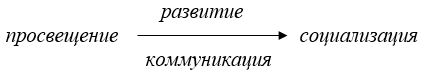 развитие
просвещение социализация
коммуникация